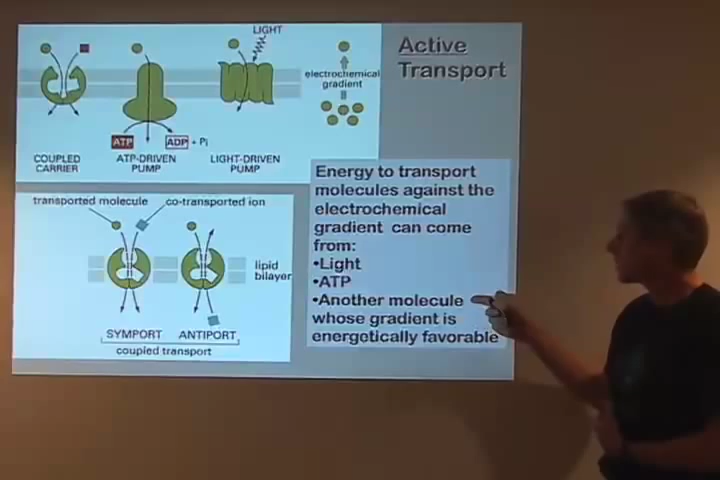 LIGHT
Active
Transport
electrochemical
gradient
ATP
ADP + Pi
COUPLED
CARRIER
ATP-DRIVEN
PUMP
LIGHT-DRIVEN
PUMP
Energy to transport
molecules against the
electrochemical
gradient can come
from:
•Light
•ATP
•Another molecule
whose gradient is
energetically favorable
transported molecule
co-transported ion
lipid
bilayer
SYMPORT
ANTIPORT
coupled transport